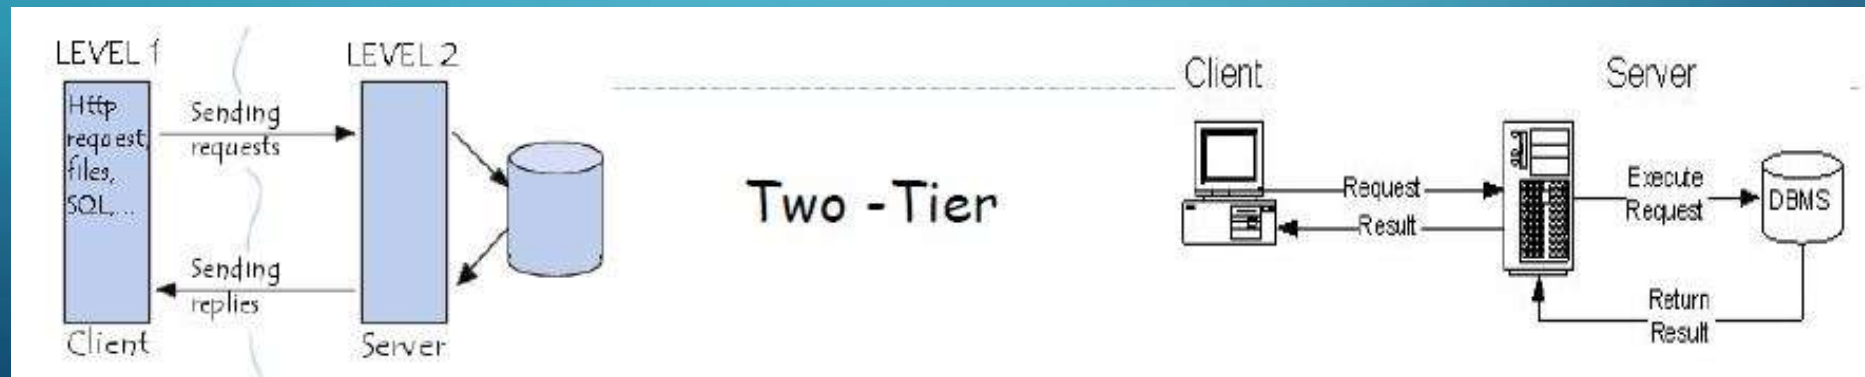 LEVEL 1
Http
request,
files,
SQL,...
Client
Sending
requests
Sending
replies
LEVEL 2
Server
Two -Tier
Client
Server
Request
Result
Execute
Request
DBMS
Return
Result